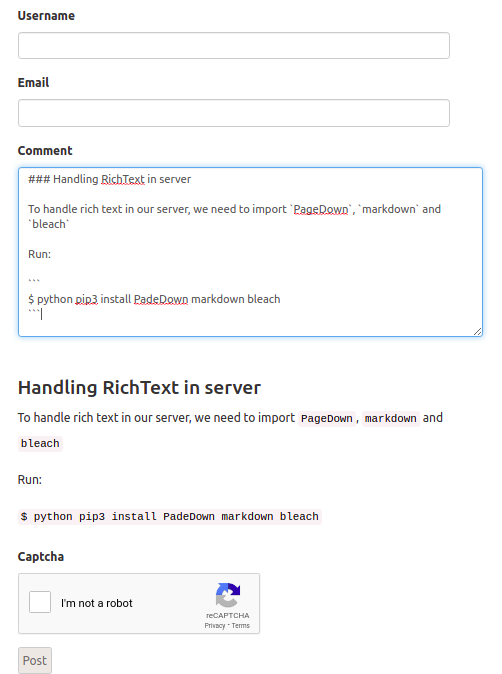 Username
Email
Comment
### Handling RichText in server
To handle rich text in our server, we need to import `PageDown`, `markdown` and
`bleach`
Run:
```
$ python pip3 install PadeDown markdown bleach
```
Handling RichText in server
To handle rich text in our server, we need to import PageDown, markdown and
bleach
Run:
$ python pip3 install PadeDown markdown bleach
Captcha
I'm not a robot
reCAPTCHA
Privacy - Terms
Post